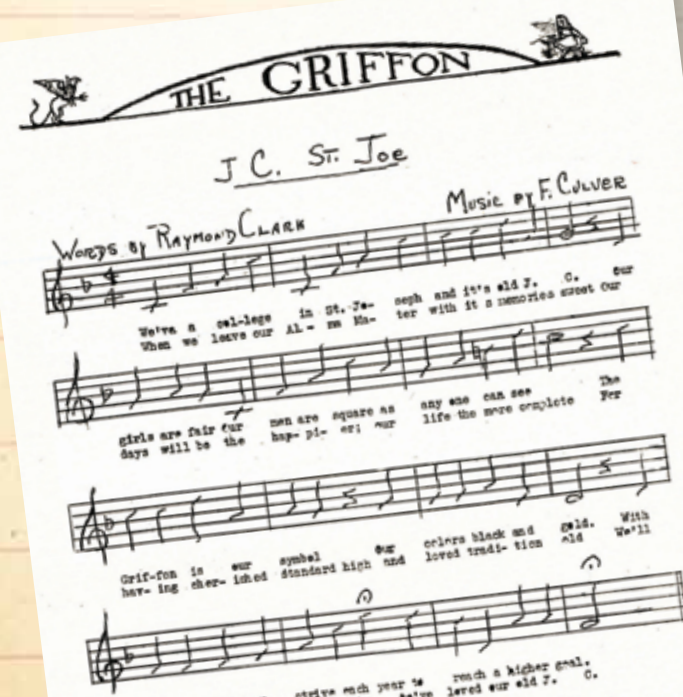 THE GRIFFON
J C. ST. JOE
WORDS by RAYMOND CLARK
MUSIC BY F. CULVER
We've a col-lege in St. Jo- seph and it's old J. C. Our
When we leave our AL- ma Ma- ter with it s memories sweet Our
girls are fair Our men are square as any one can see The
days will be the hap- pi- er; our life the more complete For
Grif-fon is our symbol Our colors black and gold. With
hav- ing cher- ished standard high and loved tradi- tion old We'll
strive each year to reach a higher goal.
loved our old J. C.